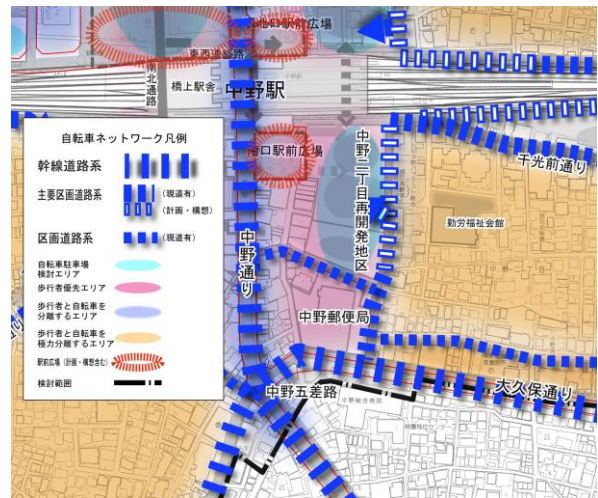 北口駅前広場
東西連絡路
南北通路
橋上駅舎
中野駅
南口駅前広場
中野二丁目再開発地区
千光前通り
勤労福祉会館
中野通り
中野郵便局
中野五差路
大久保通り
中野総合病院
自転車ネットワーク凡例
幹線道路系
主要区画道路系
(現道有)
(計画・構想)
区画道路系
(現道有)
自転車駐車場
検討エリア
歩行者優先エリア
歩行者と自転車を
分離するエリア
歩行者と自転車を
極力分離するエリア
駅前広場(計画・構想含む)
検討範囲